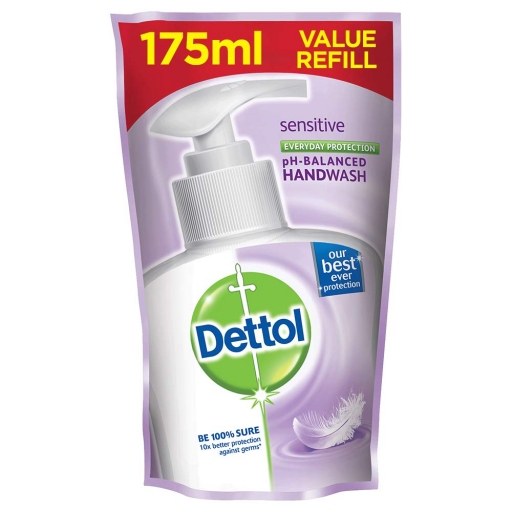 175ml
VALUE
REFILL
sensitive
EVERYDAY PROTECTION
pH-BALANCED
HANDWASH
our
best*
ever
protection
Dettol
BE 100% SURE
10x better protection
against germs*